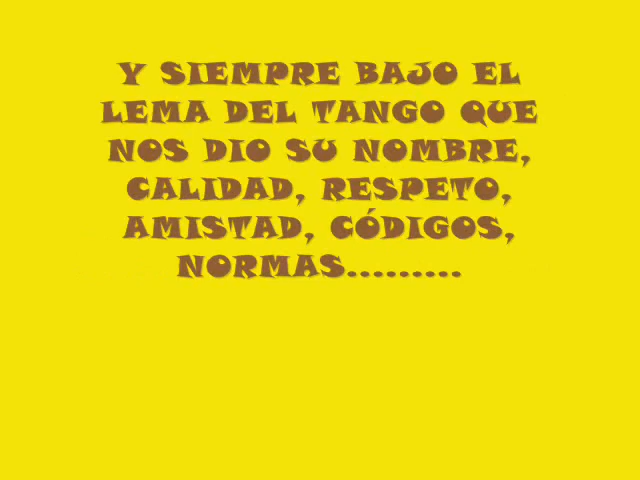 Y SIEMPRE BAJO EL
LEMA DEL TANGO QUE
NOS DIO SU NOMBRE,
CALIDAD, RESPETO,
AMISTAD, CÓDIGOS,
NORMAS.........